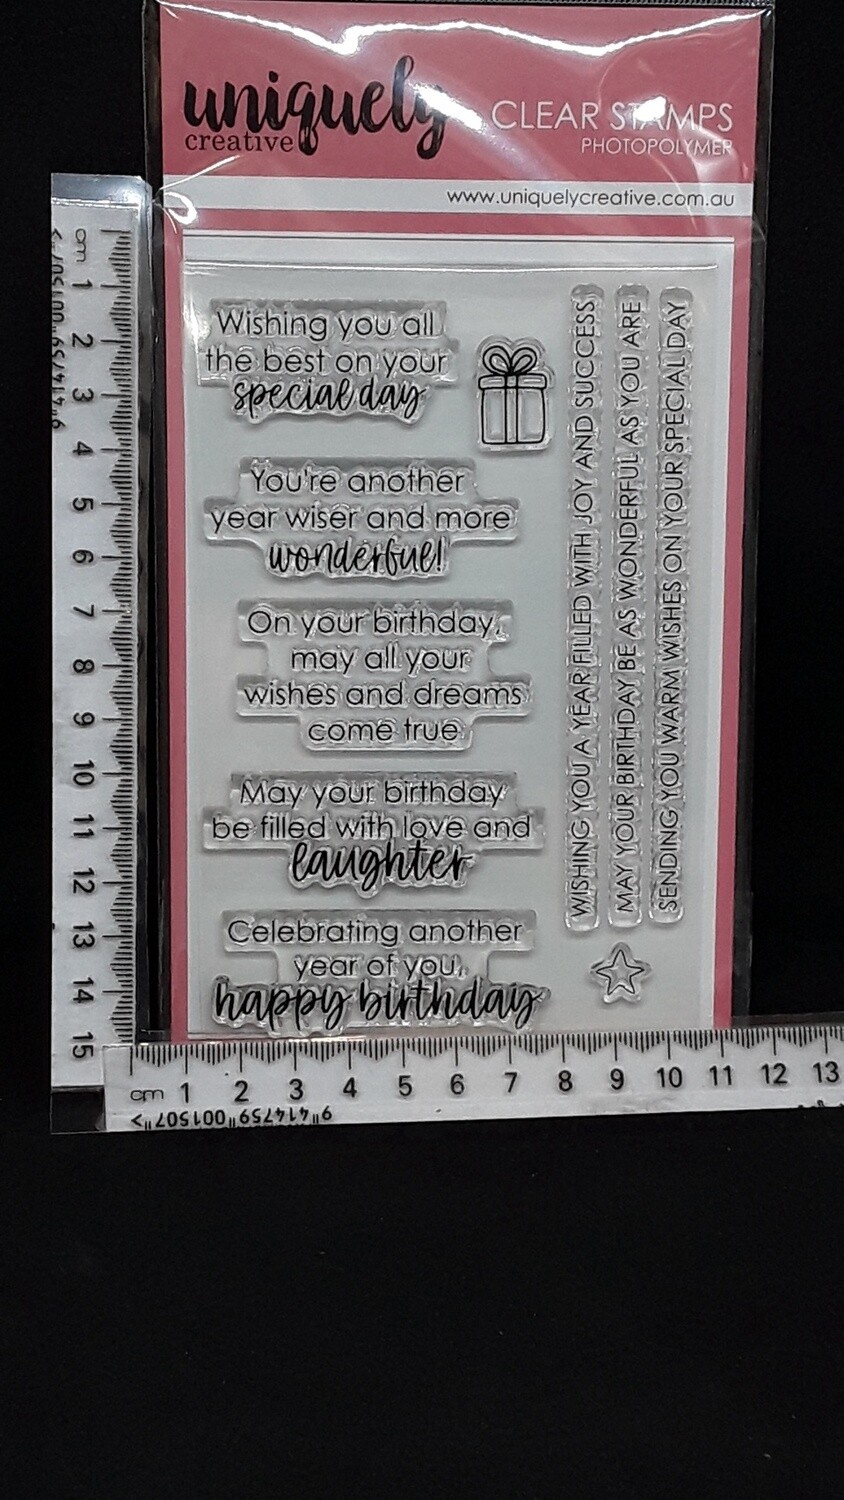 uniquely
creative
CLEAR STAMPS
PHOTOPOLYMER
www.uniquelycreative.com.au
Wishing you all
the best on your
special day
You're another
year wiser and more
wonderful!
On your birthday,
may all your
wishes and dreams
come true
May your birthday
be filled with love and
laughter
Celebrating another
year of you,
happy birthday
WISHING YOU A YEAR FILLED WITH JOY AND SUCCESS
MAY YOUR BIRTHDAY BE AS WONDERFUL AS YOU ARE
SENDING YOU WARM WISHES ON YOUR SPECIAL DAY
cm 1 2 3 4 5 6 7 8 9 10 11 12 13 14 15
cm 1 2 3 4 5 6 7 8 9 10 11 12 13
9 414759 001507 >